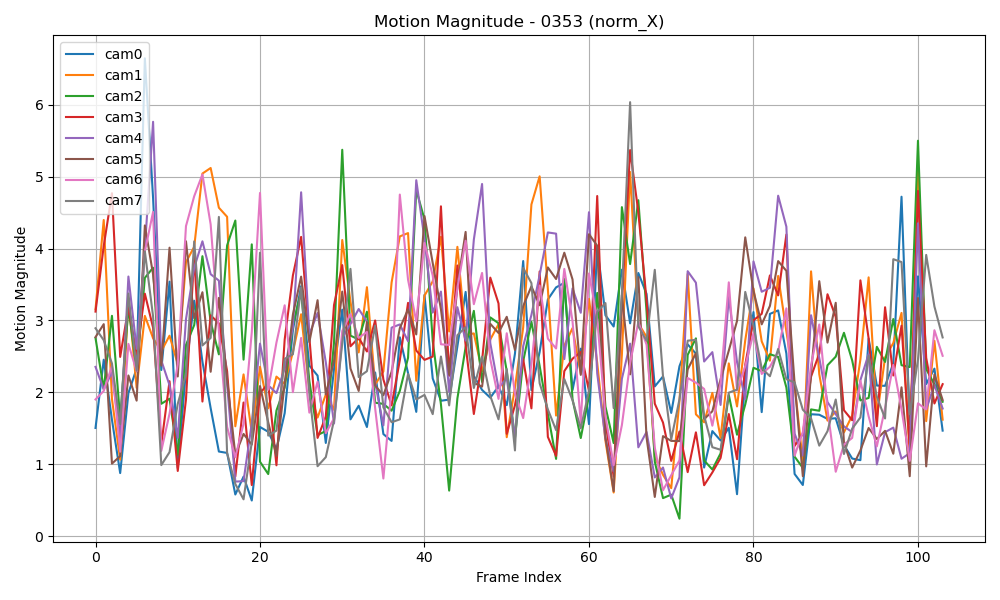 Motion Magnitude - 0353 (norm_X)
cam0
cam1
cam2
cam3
cam4
cam5
cam6
cam7
Motion Magnitude
6
5
4
3
2
1
0
0 20 40 60 80 100
Frame Index